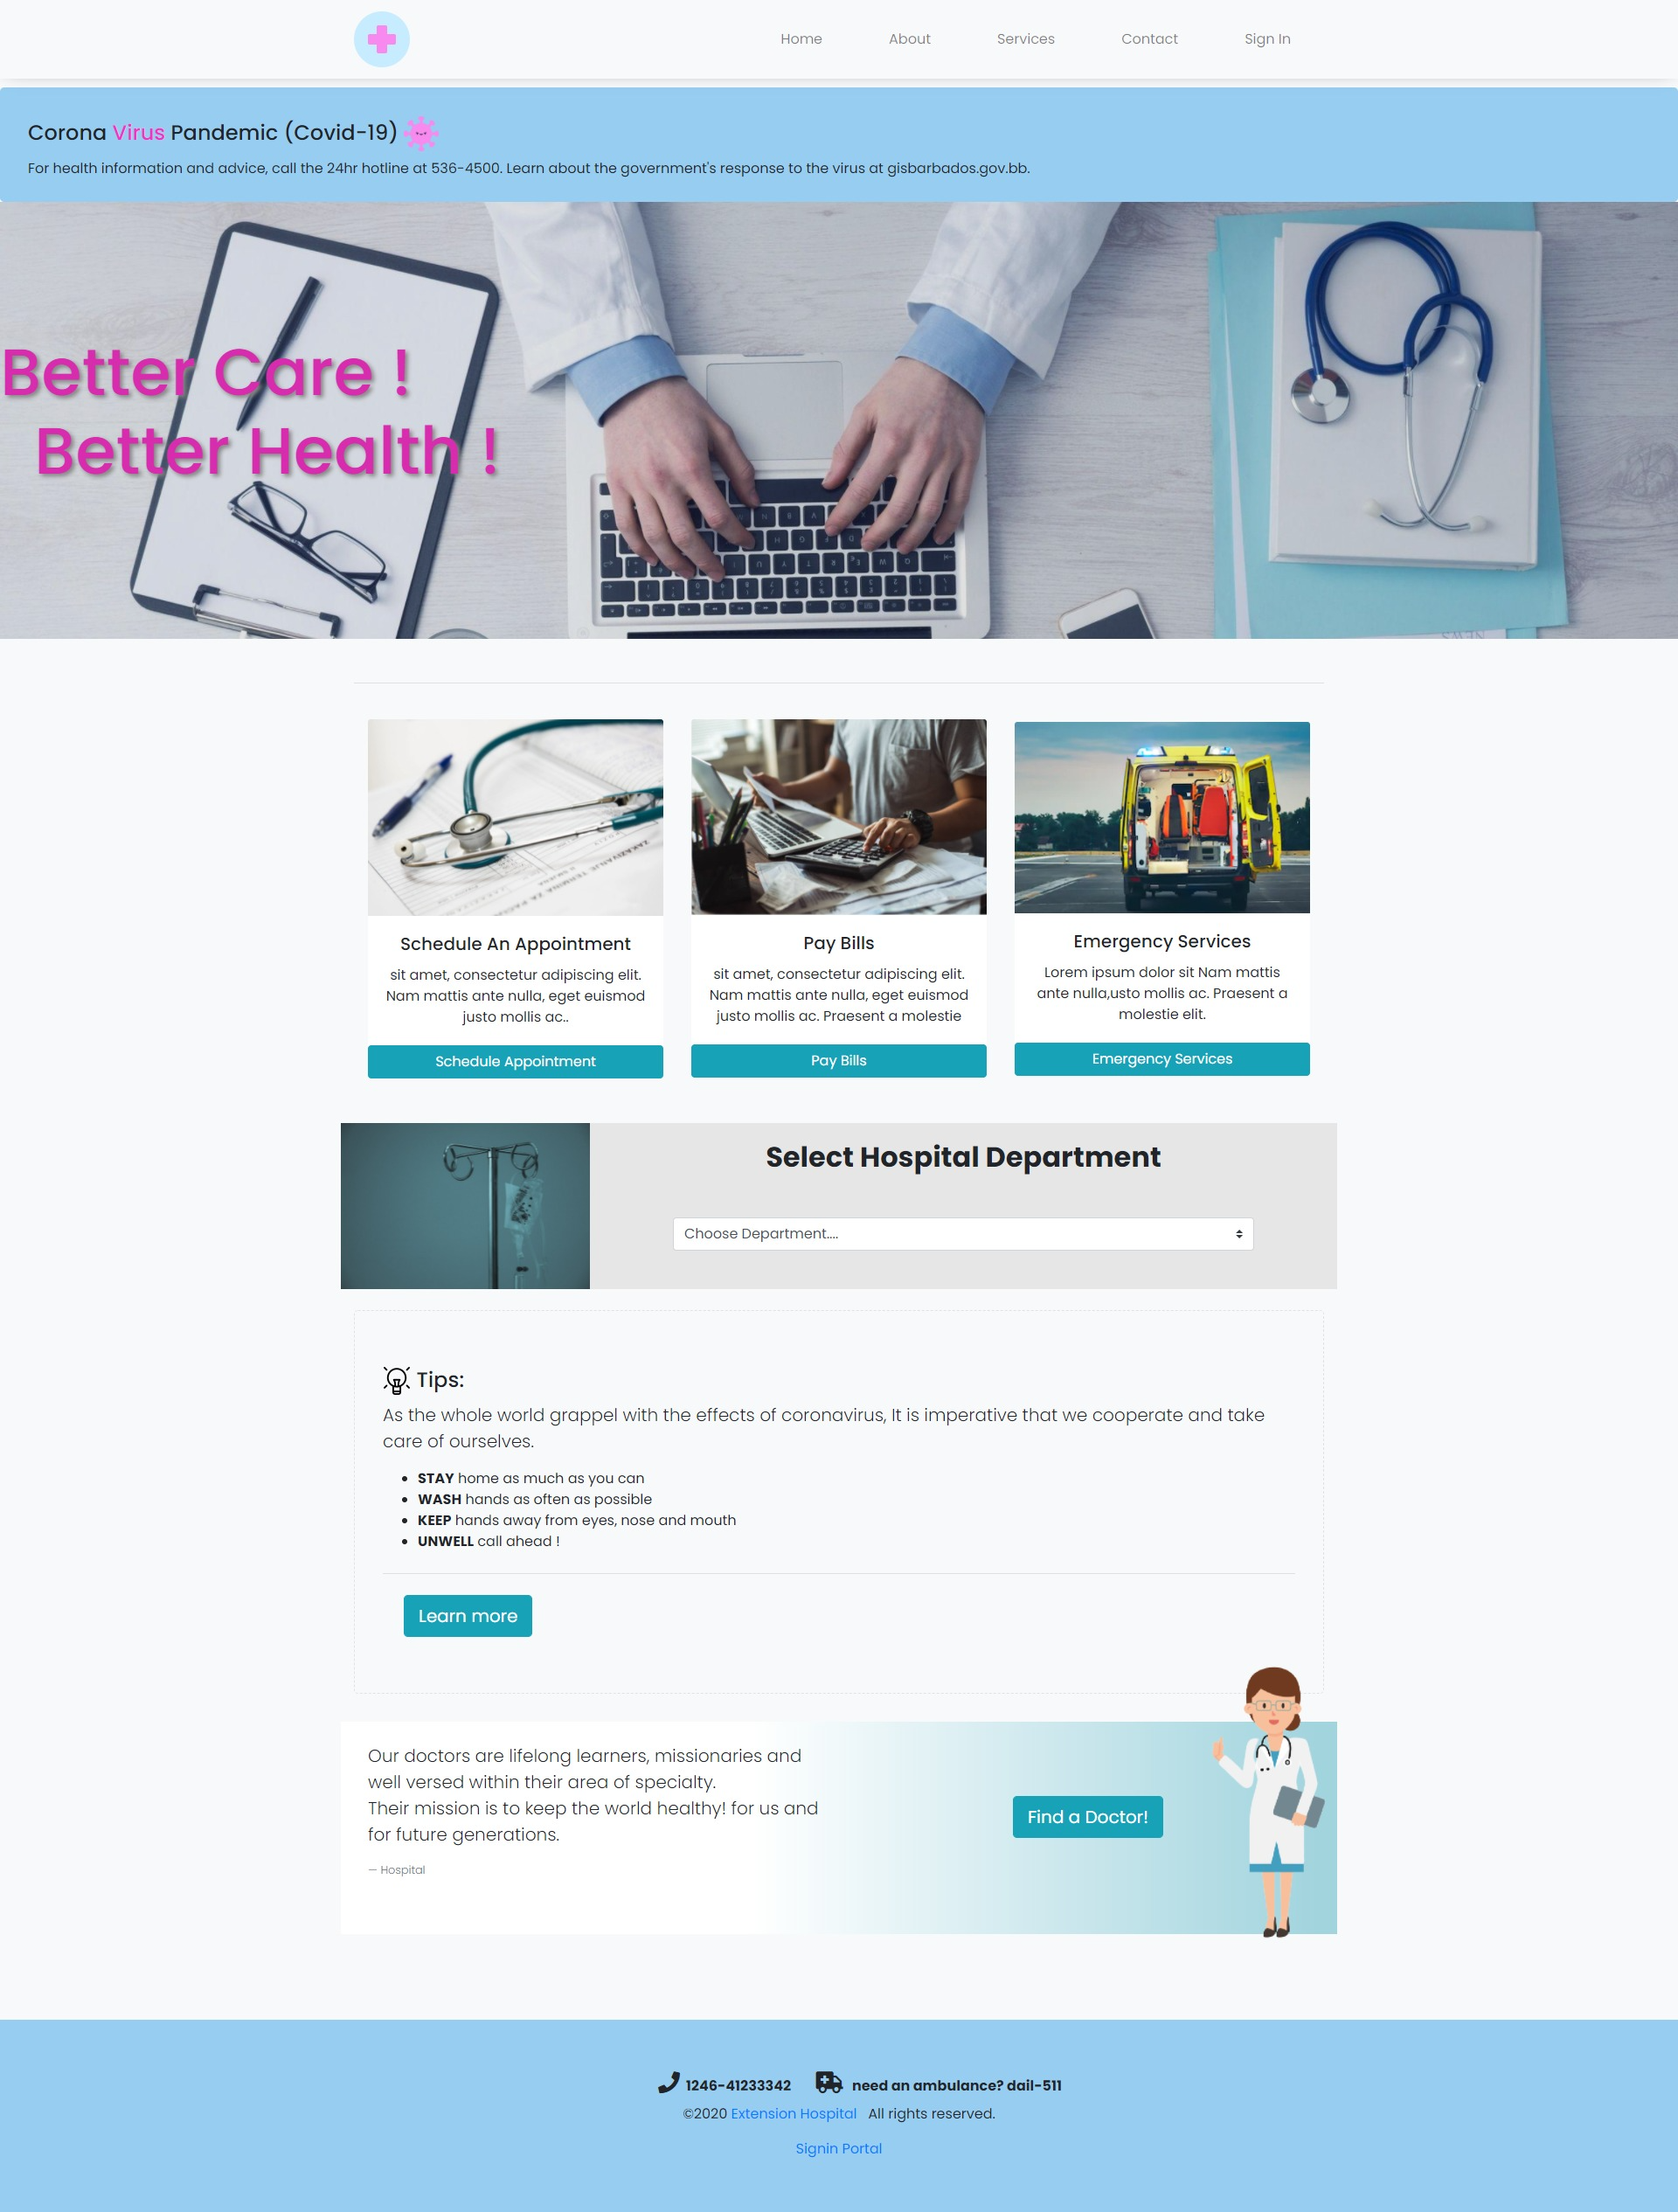 Home About Services Contact Sign In
Corona Virus Pandemic (Covid-19)
For health information and advice, call the 24hr hotline at 536-4500. Learn about the government's response to the virus at gisbarbados.gov.bb.
Better Care !
Better Health !
Schedule An Appointment
sit amet, consectetur adipiscing elit.
Nam mattis ante nulla, eget euismod
justo mollis ac..
Schedule Appointment
Pay Bills
sit amet, consectetur adipiscing elit.
Nam mattis ante nulla, eget euismod
justo mollis ac. Praesent a molestie
Pay Bills
Emergency Services
Lorem ipsum dolor sit Nam mattis
ante nulla,usto mollis ac. Praesent a
molestie elit.
Emergency Services
Select Hospital Department
Choose Department....
Tips:
As the whole world grappel with the effects of coronavirus, It is imperative that we cooperate and take
care of ourselves.
STAY home as much as you can
WASH hands as often as possible
KEEP hands away from eyes, nose and mouth
UNWELL call ahead !
Learn more
Our doctors are lifelong learners, missionaries and
well versed within their area of specialty.
Their mission is to keep the world healthy! for us and
for future generations.
— Hospital
Find a Doctor!
1246-41233342 need an ambulance? dail-511
©2020 Extension Hospital All rights reserved.
Signin Portal